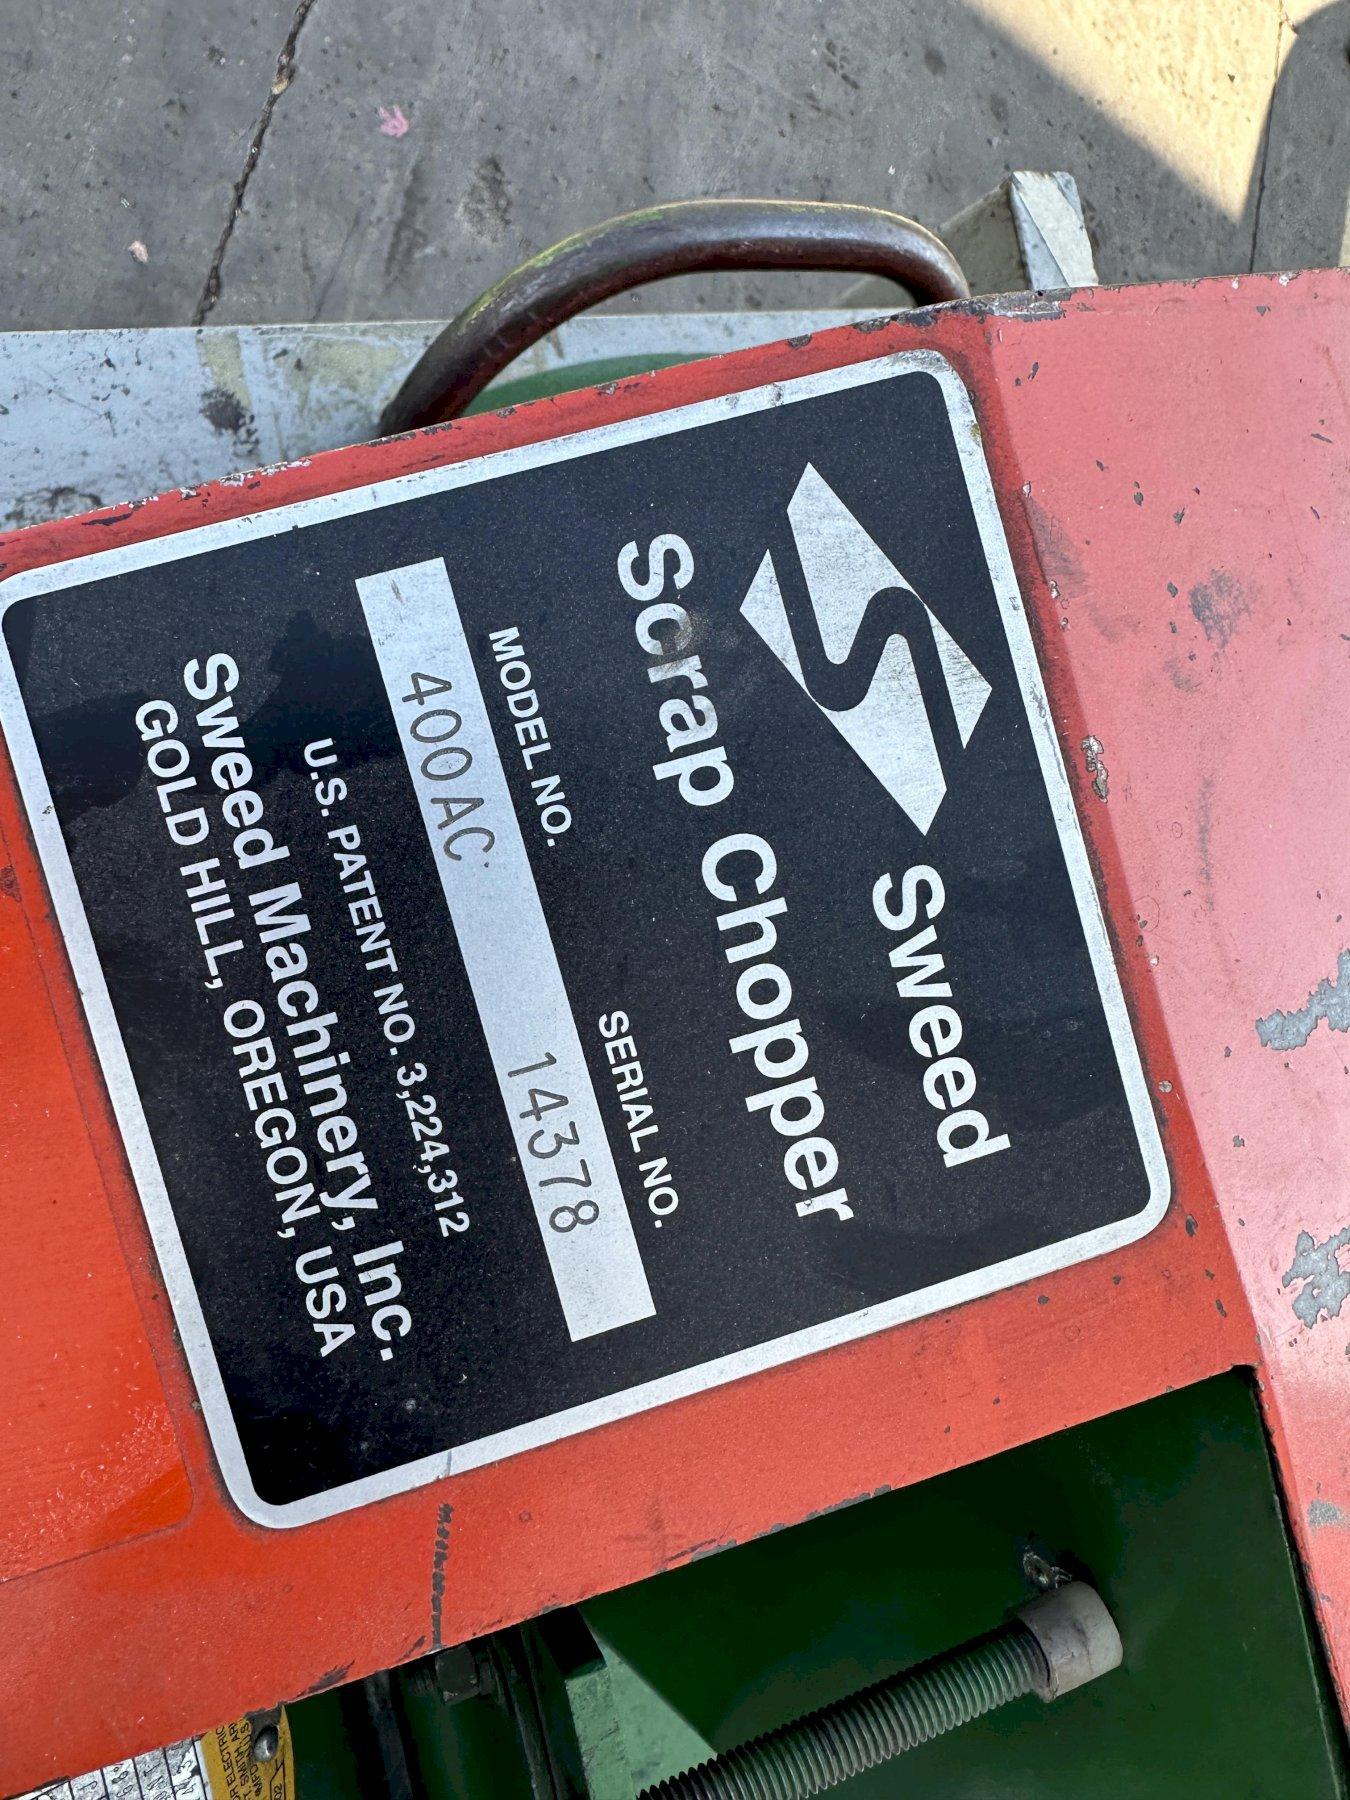 Sweed
Scrap Chopper
MODEL NO. SERIAL NO.
400AC 14378
U.S. PATENT NO. 3,224,312
Sweed Machinery, Inc.
GOLD HILL, OREGON, USA